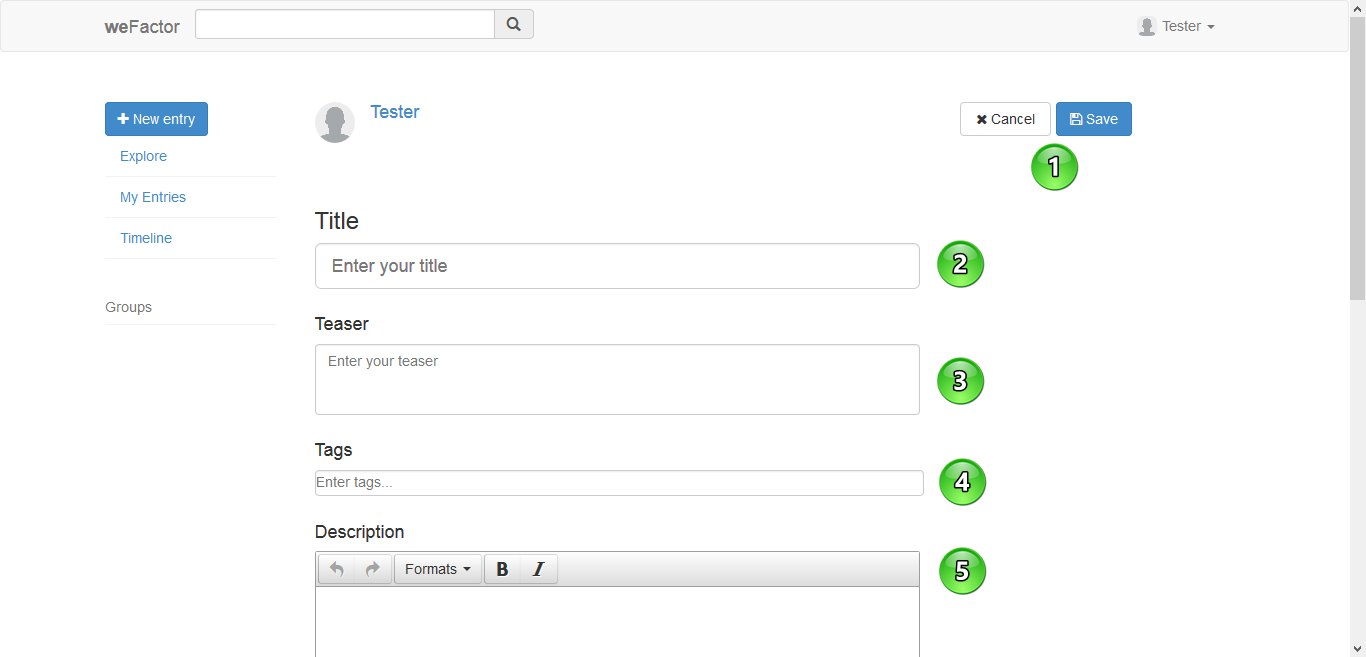 weFactor
Tester
New entry
Explore
My Entries
Timeline
Groups
Tester
Cancel
Save
1
Title
Enter your title
2
Teaser
Enter your teaser
3
Tags
Enter tags...
4
Description
Formats B I
5